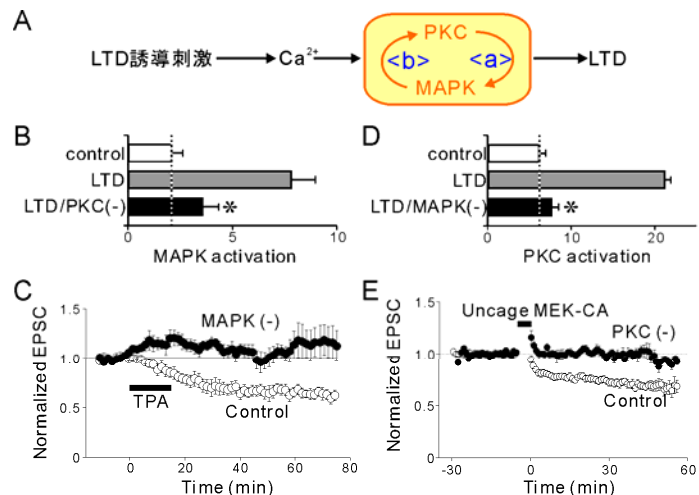 A
LTD誘導刺激 Ca²⁺ PKC <b> <a> MAPK LTD
B
control
LTD
LTD/PKC(-)
*
0 5 10
MAPK activation
D
control
LTD
LTD/MAPK(-)
*
0 10 20
PKC activation
C
Normalized EPSC
1.5
1.0
0.5
MAPK (-)
TPA
Control
0 20 40 60 80
Time (min)
E
Normalized EPSC
1.5
1.0
0.5
0
Uncage MEK-CA
PKC (-)
Control
-30 0 30 60
Time (min)